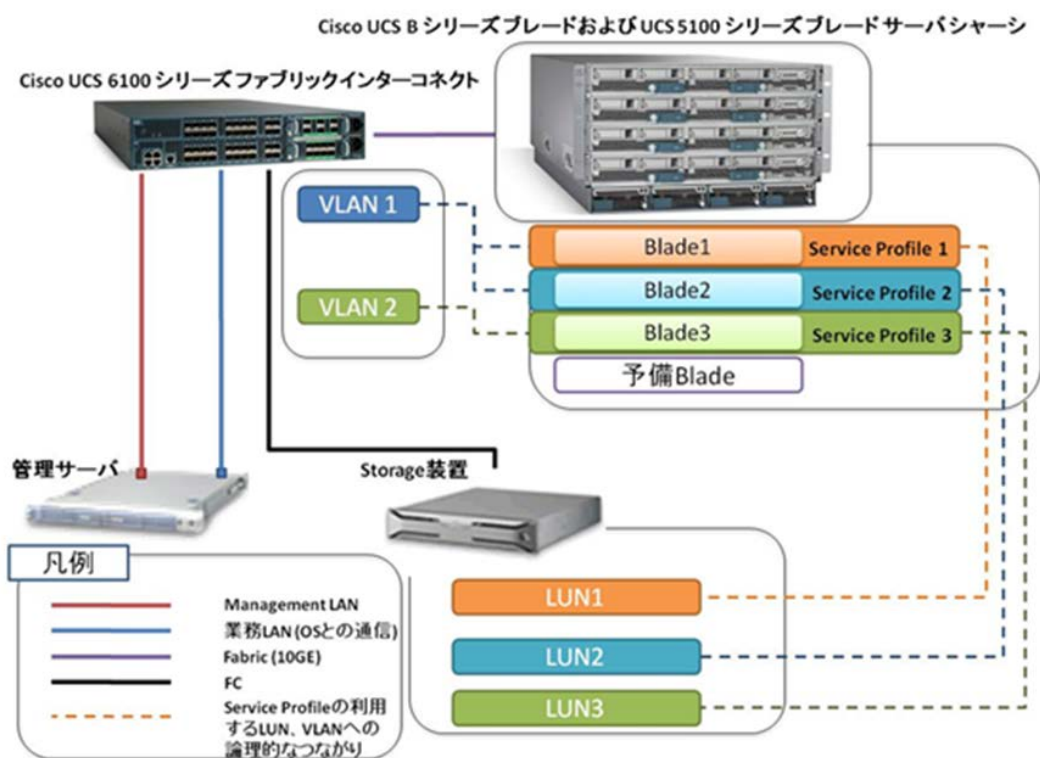 Cisco UCS B シリーズブレードおよび UCS 5100 シリーズブレードサーバシャーシ
Cisco UCS 6100 シリーズファブリックインターコネクト
VLAN 1
VLAN 2
Blade1
Service Profile 1
Blade2
Service Profile 2
Blade3
Service Profile 3
予備Blade
管理サーバ
Storage装置
凡例
Management LAN
業務LAN (OSとの通信)
Fabric (10GE)
FC
Service Profileの利用
するLUN、VLANへの
論理的なつながり
LUN1
LUN2
LUN3